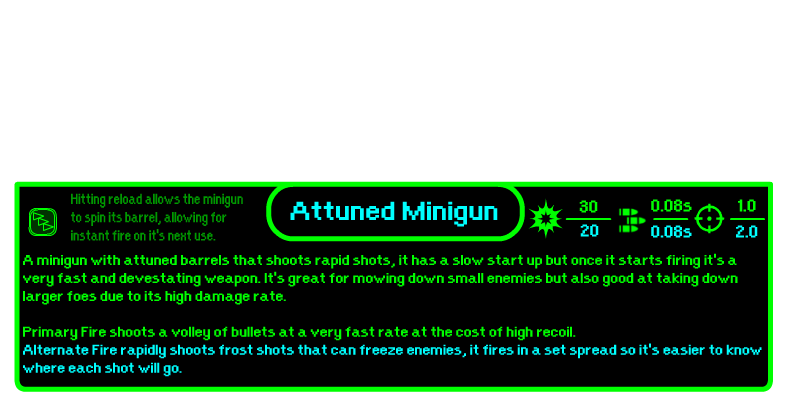 Hitting reload allows the minigun
to spin its barrel, allowing for
instant fire on it's next use.
Attuned Minigun
30
20
0.08s
0.08s
1.0
2.0
A minigun with attuned barrels that shoots rapid shots, it has a slow start up but once it starts firing it's a
very fast and devestating weapon. It's great for mowing down small enemies but also good at taking down
larger foes due to its high damage rate.
Primary Fire shoots a volley of bullets at a very fast rate at the cost of high recoil.
Alternate Fire rapidly shoots frost shots that can freeze enemies, it fires in a set spread so it's easier to know
where each shot will go.